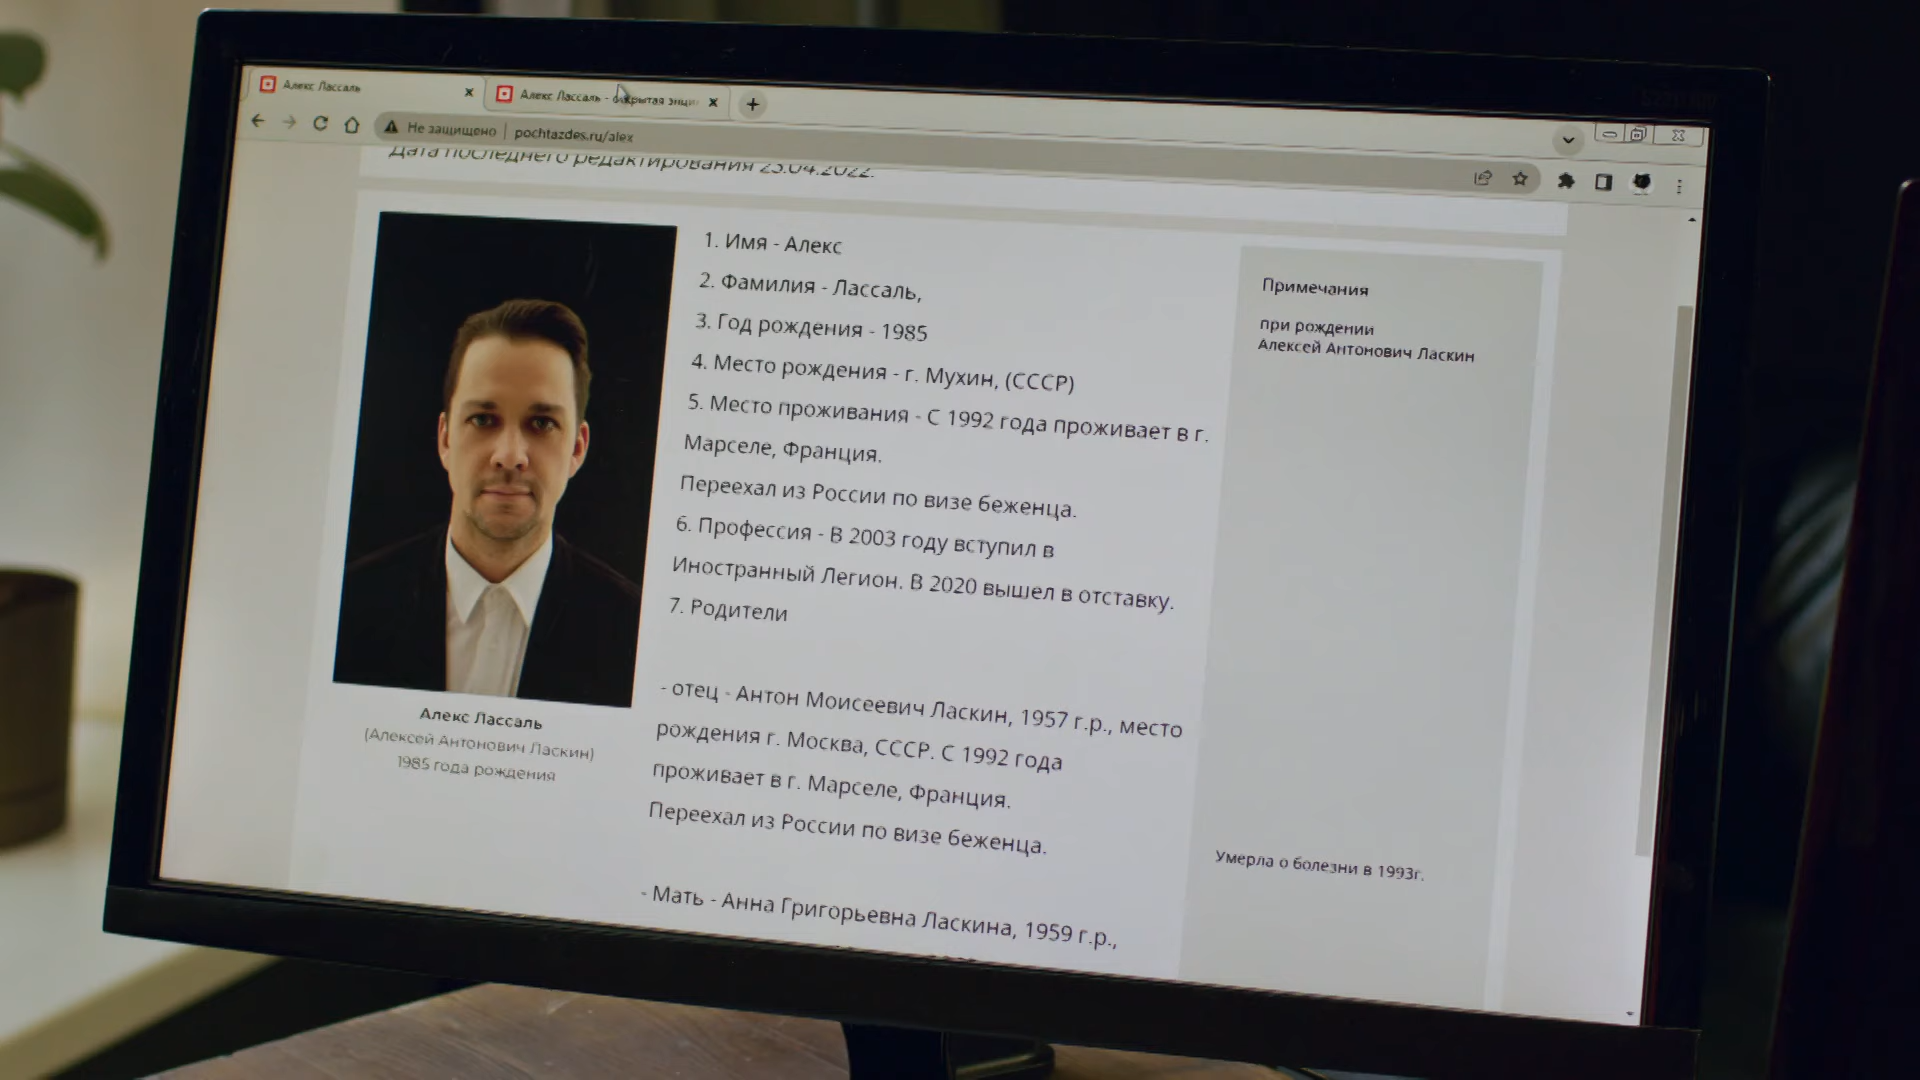 Алекс Лассаль
Алекс Лассаль - открытая энци
Не защищено pochtazdes.ru/alex
Дата последнего редактирования 23.04.2022.
1. Имя - Алекс
2. Фамилия - Лассаль,
3. Год рождения - 1985
4. Место рождения - г. Мухин, (СССР)
5. Место проживания - С 1992 года проживает в г.
Марселе, Франция.
Переехал из России по визе беженца.
6. Профессия - В 2003 году вступил в
Иностранный Легион. В 2020 вышел в отставку.
7. Родители
- отец - Антон Моисеевич Ласкин, 1957 г.р., место
рождения г. Москва, СССР. С 1992 года
проживает в г. Марселе, Франция.
Переехал из России по визе беженца.
- Мать - Анна Григорьевна Ласкина, 1959 г.р.,
Алекс Лассаль
(Алексей Антонович Ласкин)
1985 года рождения
Примечания
при рождении
Алексей Антонович Ласкин
Умерла о болезни в 1993г.